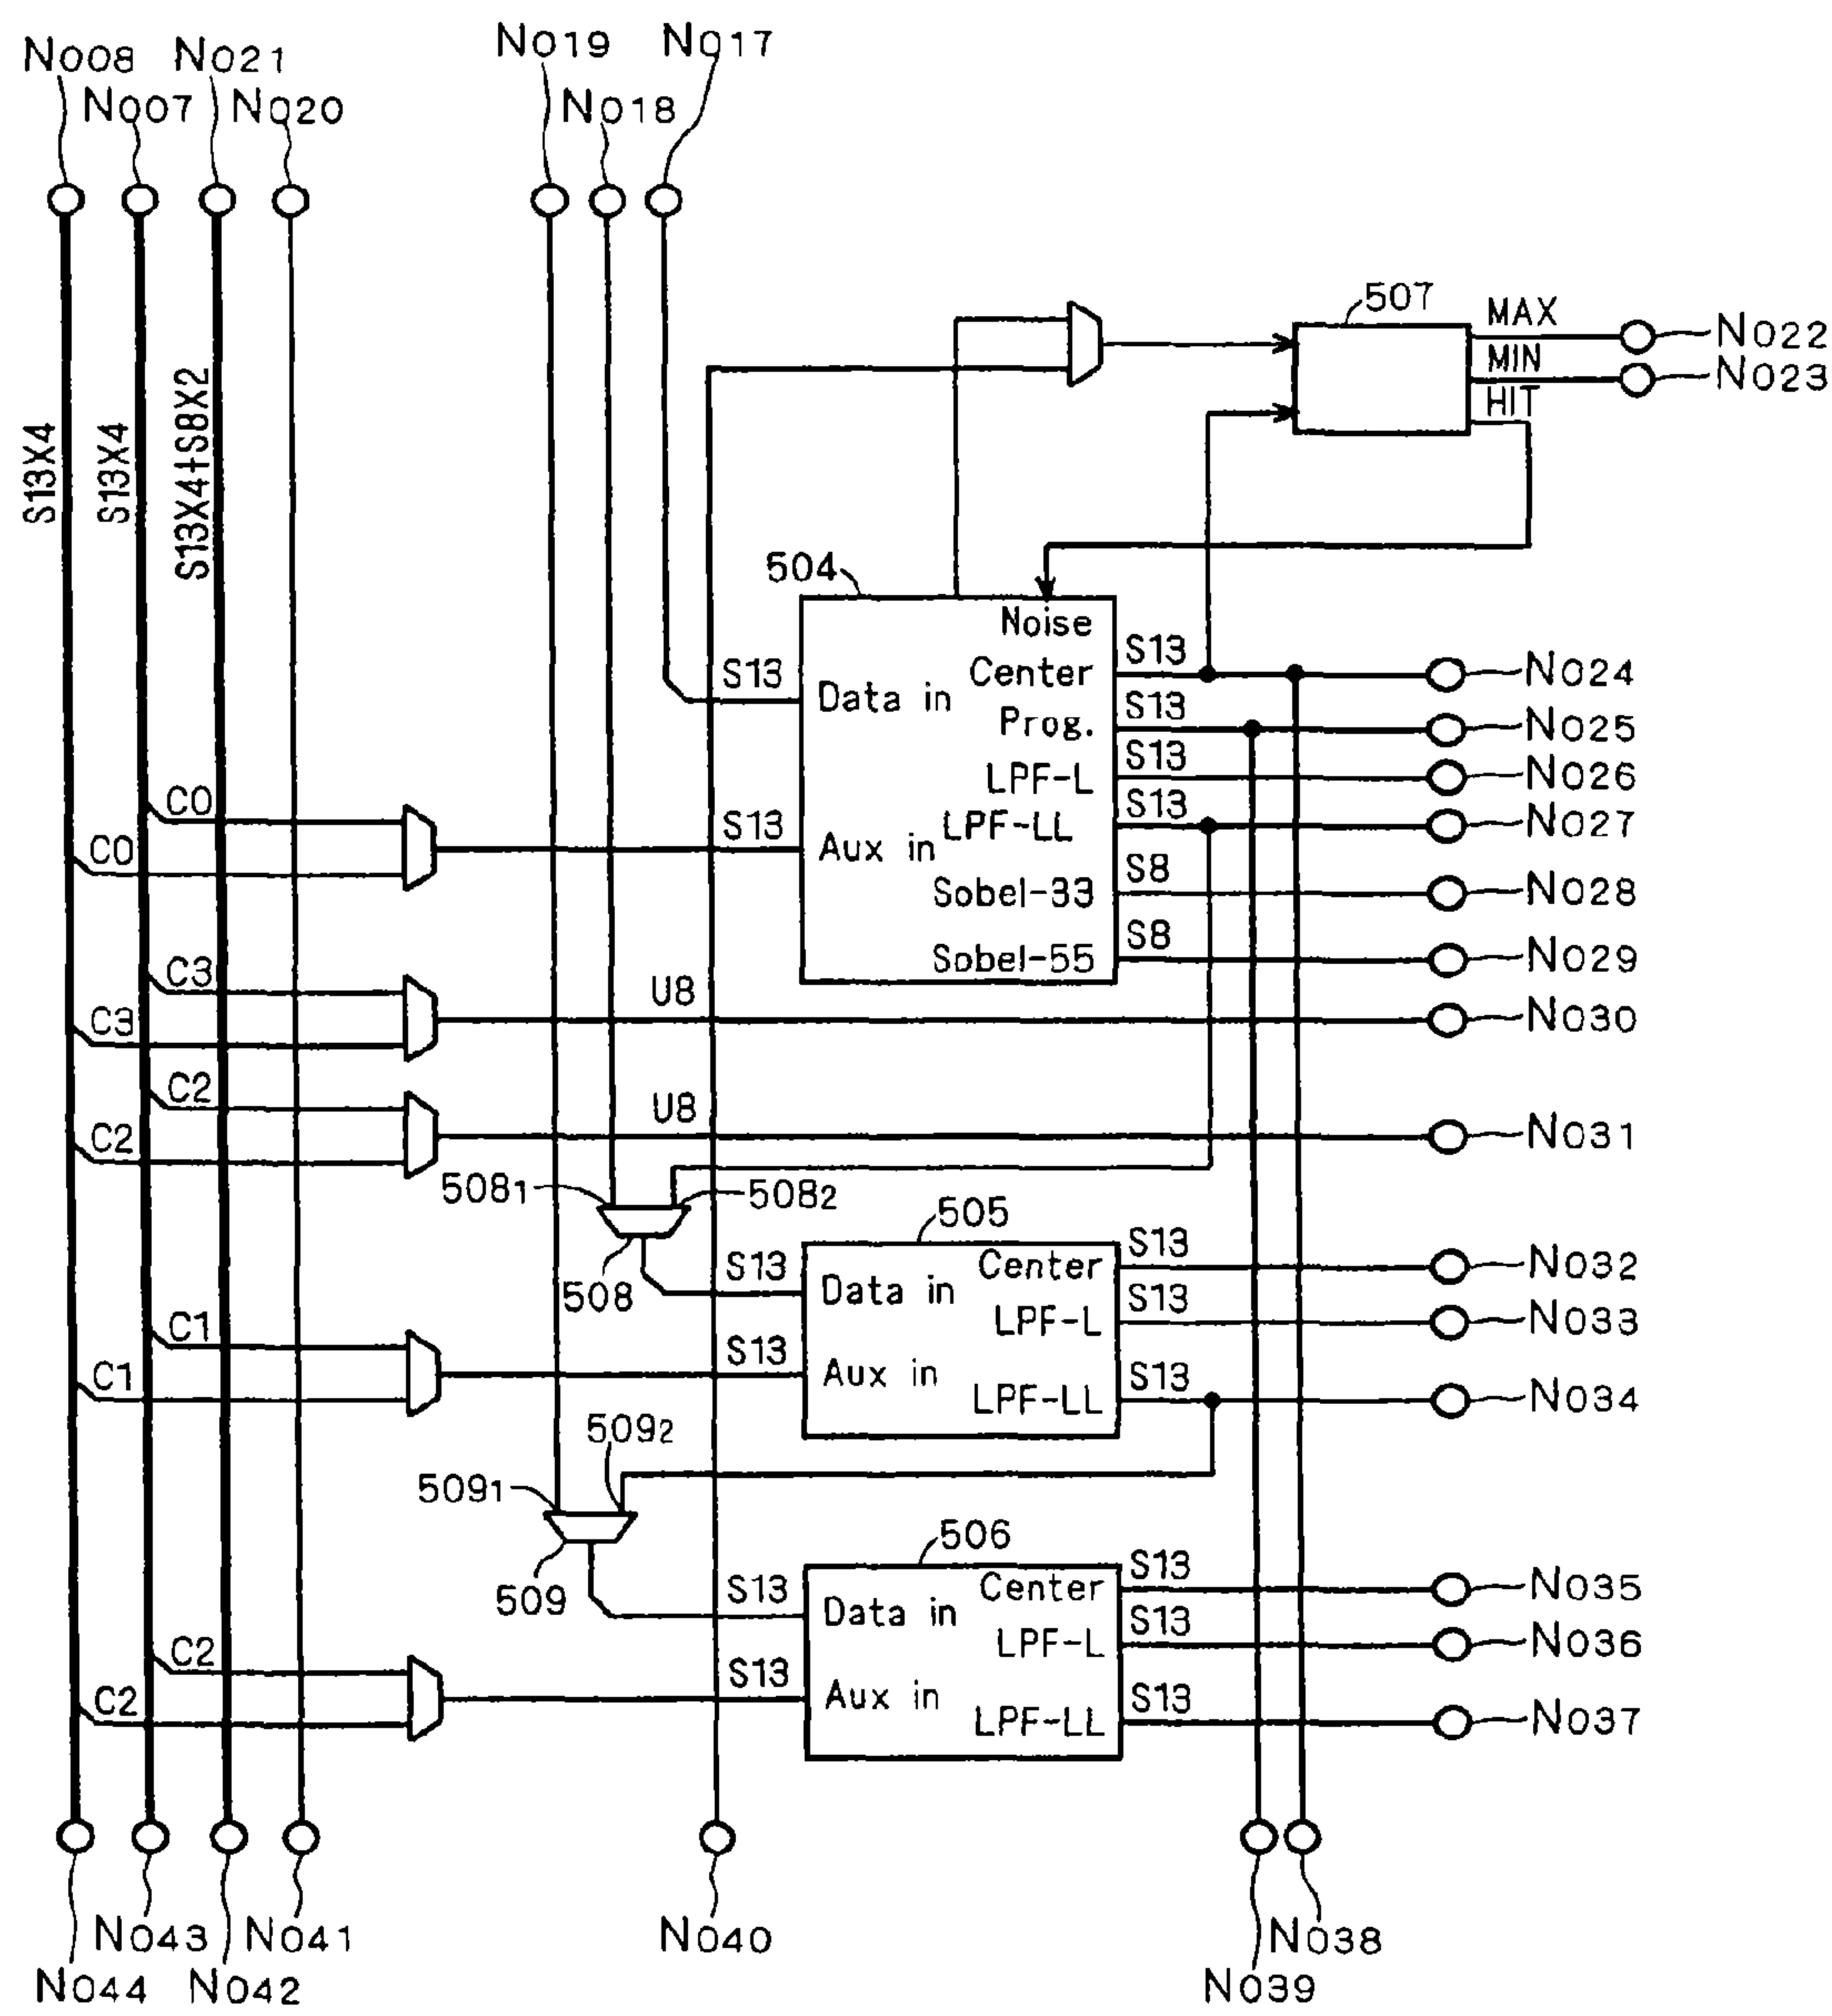 N008 N021 N019 N017
N007 N020 N018
507
MAX N022
MIN N023
HIT
S13X4
S13X4
S13X4+S8X2
504
Noise
S13 Data in
Center S13 N024
Prog. S13 N025
LPF-L S13 N026
LPF-LL S13 N027
C0
C0
S13 Aux in
Sobel-33 S8 N028
Sobel-55 S8 N029
C3
C3
U8 N030
C2
C2
U8 N031
5081 5082
508
505
S13 Data in
Center S13 N032
LPF-L S13 N033
C1
C1
S13 Aux in
LPF-LL S13 N034
5092
5091
509
506
S13 Data in
Center S13 N035
LPF-L S13 N036
C2
C2
S13 Aux in
LPF-LL S13 N037
N043 N041 N040 N038
N044 N042 N039